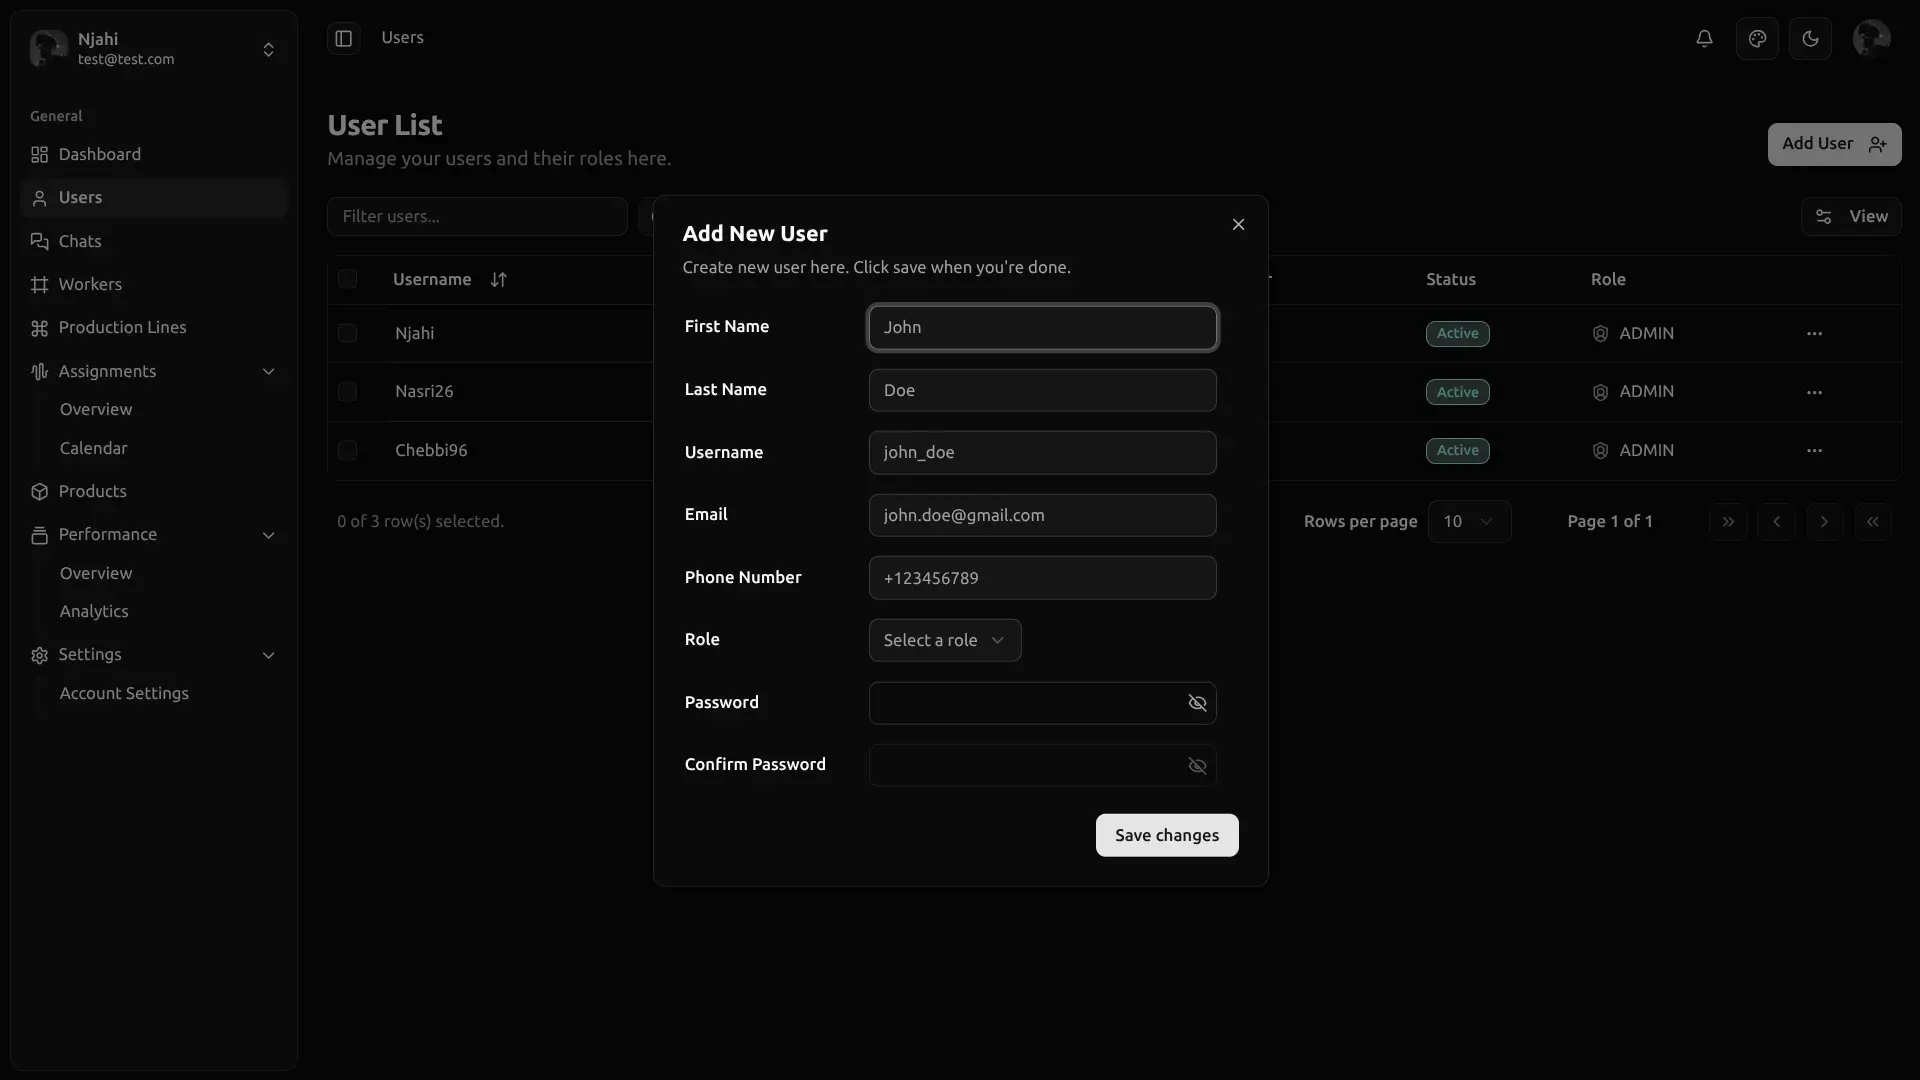 Njahi
test@test.com
General
Dashboard
Users
Chats
Workers
Production Lines
Assignments
Overview
Calendar
Products
Performance
Overview
Analytics
Settings
Account Settings
Users
User List
Manage your users and their roles here.
Add User
Filter users...
View
Username
Status
Role
Njahi
Active
ADMIN
Nasri26
Active
ADMIN
Chebbi96
Active
ADMIN
0 of 3 row(s) selected.
Rows per page
10
Page 1 of 1
Add New User
Create new user here. Click save when you're done.
First Name
John
Last Name
Doe
Username
john_doe
Email
john.doe@gmail.com
Phone Number
+123456789
Role
Select a role
Password
Confirm Password
Save changes